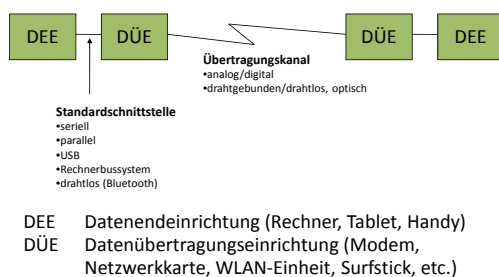 DEE DÜE DÜE DEE
Übertragungskanal
•analog/digital
•drahtgebunden/drahtlos, optisch
Standardschnittstelle
•seriell
•parallel
•USB
•Rechnerbussystem
•drahtlos (Bluetooth)
DEE Datenendeinrichtung (Rechner, Tablet, Handy)
DÜE Datenübertragungseinrichtung (Modem,
Netzwerkkarte, WLAN-Einheit, Surfstick, etc.)